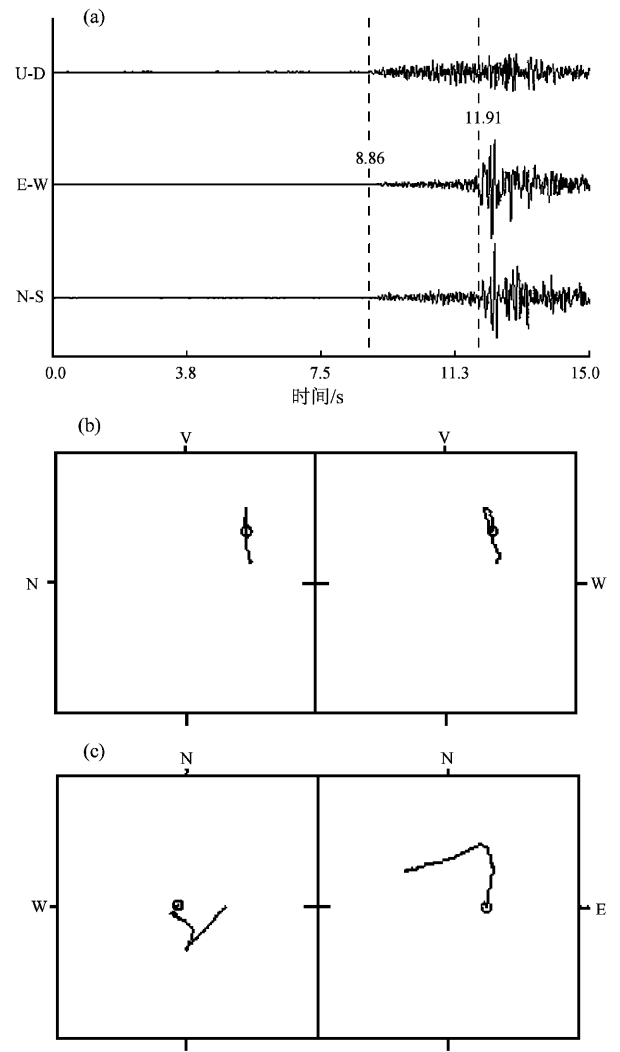 (a)
U-D
11.91
8.86
E-W
N-S
0.0 3.8 7.5 11.3 15.0
时间/s
(b)
V V
N W
(c)
N N
W E